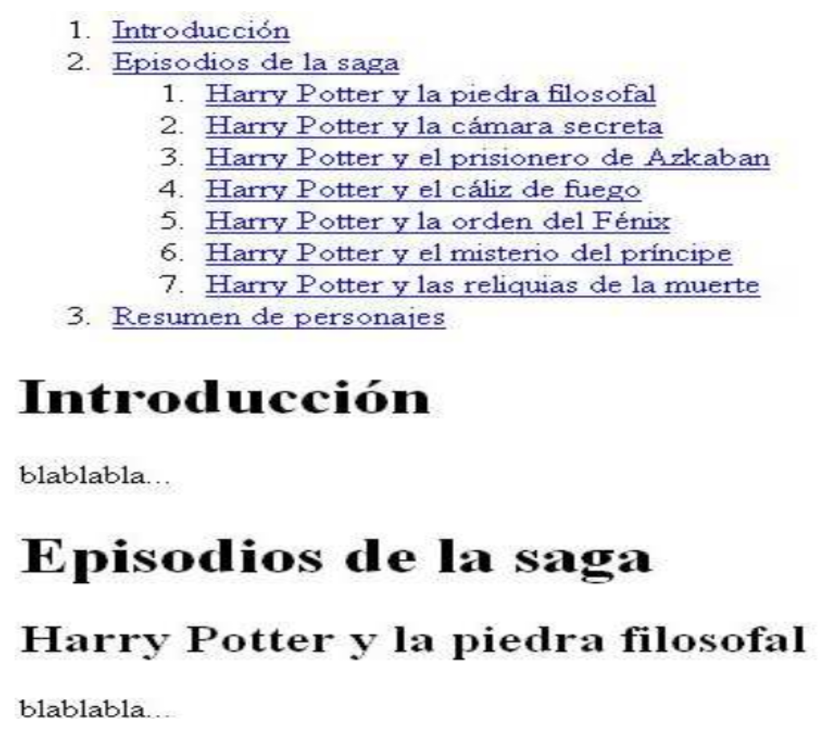 1. Introducción
2. Episodios de la saga
1. Harry Potter y la piedra filosofal
2. Harry Potter y la cámara secreta
3. Harry Potter y el prisionero de Azkaban
4. Harry Potter y el cáliz de fuego
5. Harry Potter y la orden del Fénix
6. Harry Potter y el misterio del príncipe
7. Harry Potter y las reliquias de la muerte
3. Resumen de personajes
Introducción
blablabla...
Episodios de la saga
Harry Potter y la piedra filosofal
blablabla...